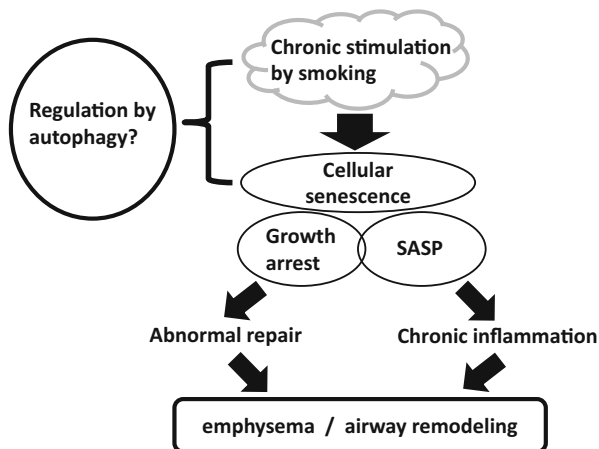 Chronic stimulation
by smoking
Regulation by
autophagy?
Cellular
senescence
Growth
arrest
SASP
Abnormal repair
Chronic inflammation
emphysema / airway remodeling